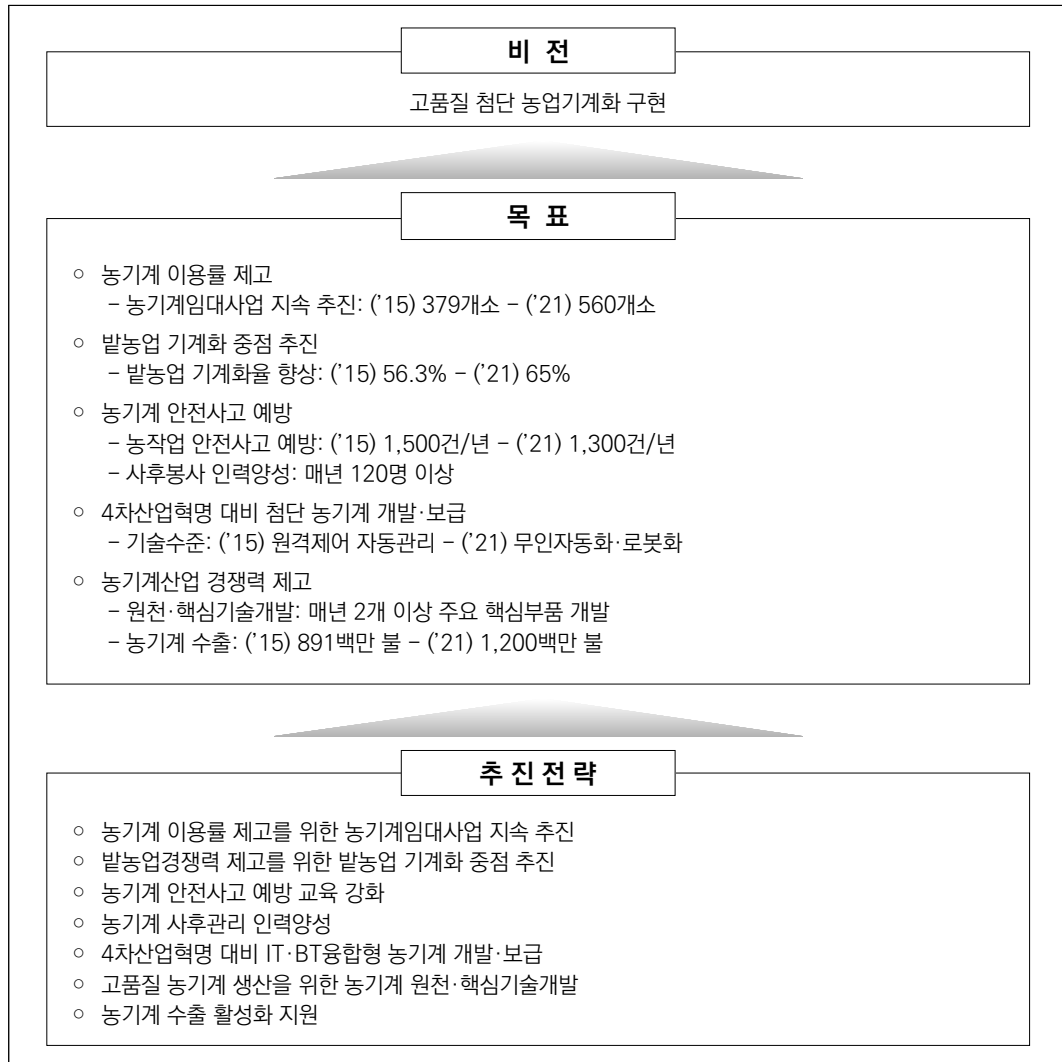 비 전
고품질 첨단 농업기계화 구현
목 표
○ 농기계 이용률 제고
– 농기계임대사업 지속 추진: (’15) 379개소 – (’21) 560개소
○ 밭농업 기계화 중점 추진
– 밭농업 기계화율 향상: (’15) 56.3% – (’21) 65%
○ 농기계 안전사고 예방
– 농작업 안전사고 예방: (’15) 1,500건/년 – (’21) 1,300건/년
– 사후봉사 인력양성: 매년 120명 이상
○ 4차산업혁명 대비 첨단 농기계 개발·보급
– 기술수준: (’15) 원격제어 자동관리 – (’21) 무인자동화·로봇화
○ 농기계산업 경쟁력 제고
– 원천·핵심기술개발: 매년 2개 이상 주요 핵심부품 개발
– 농기계 수출: (’15) 891백만 불 – (’21) 1,200백만 불
추 진 전 략
○ 농기계 이용률 제고를 위한 농기계임대사업 지속 추진
○ 밭농업경쟁력 제고를 위한 밭농업 기계화 중점 추진
○ 농기계 안전사고 예방 교육 강화
○ 농기계 사후관리 인력양성
○ 4차산업혁명 대비 IT·BT융합형 농기계 개발·보급
○ 고품질 농기계 생산을 위한 농기계 원천·핵심기술개발
○ 농기계 수출 활성화 지원